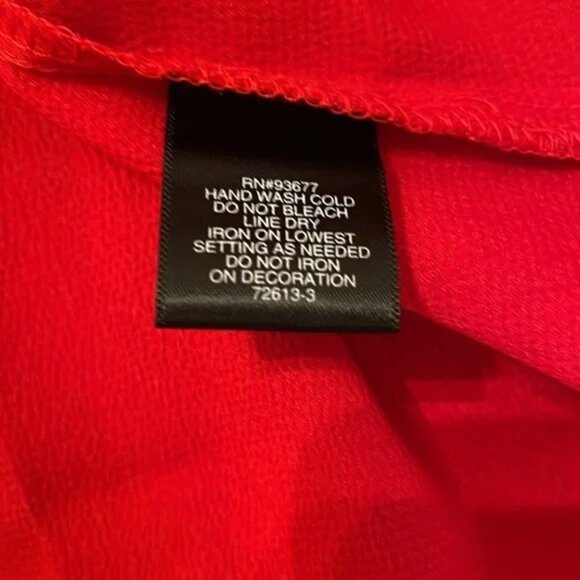 RN#93677
HAND WASH COLD
DO NOT BLEACH
LINE DRY
IRON ON LOWEST
SETTING AS NEEDED
DO NOT IRON
ON DECORATION
72613-3